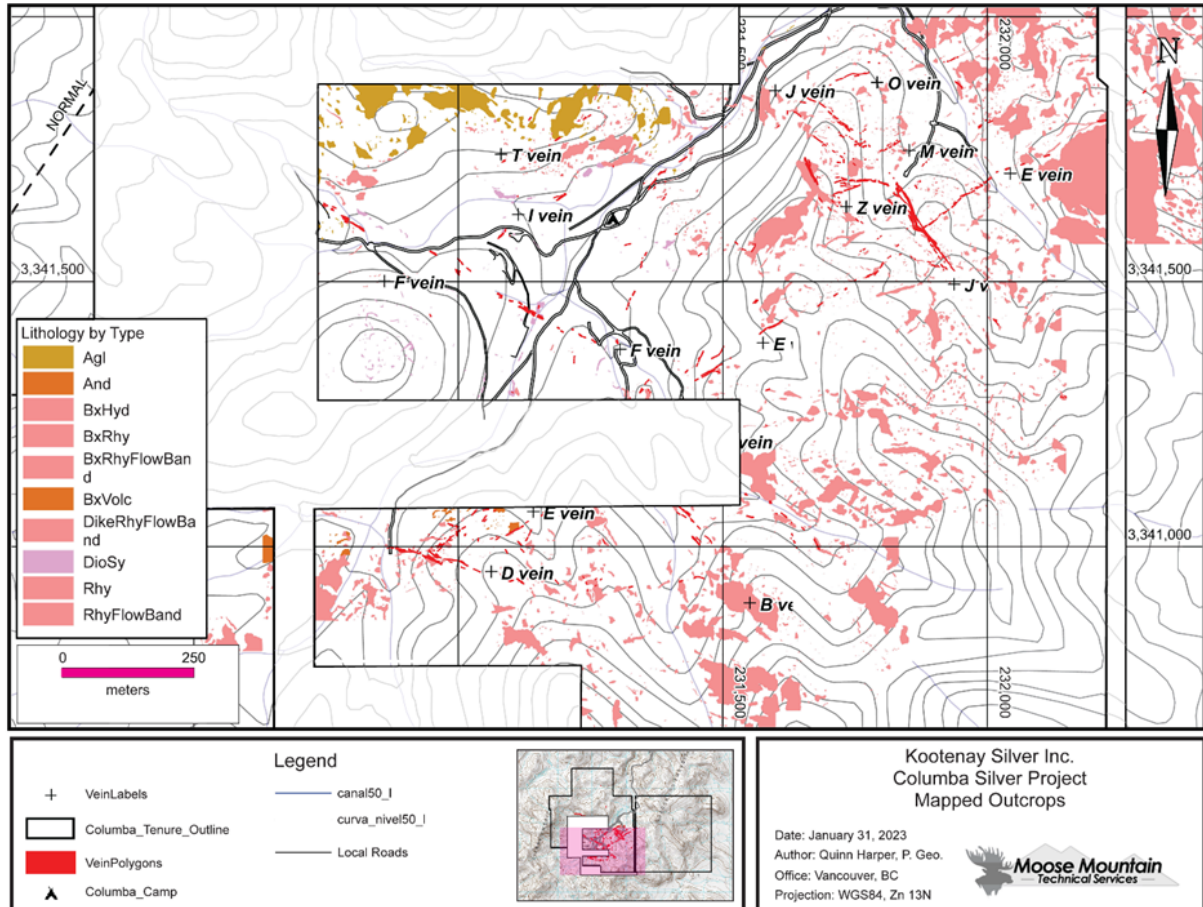 231,500
232,000
N
NORMAL
J vein
O vein
T vein
M vein
E vein
I vein
Z vein
3,341,500
3,341,500
F' vein
J v
E
F vein
Lithology by Type
Agl
And
BxHyd
BxRhy
BxRhyFlowBan
d
BxVolc
DikeRhyFlowBa
nd
DioSy
Rhy
RhyFlowBand
vein
E vein
3,341,000
D vein
B ve
0 250
meters
231,500
232,000
Legend
VeinLabels
Columba_Tenure_Outline
VeinPolygons
Columba_Camp
canal50_l
curva_nivel50_l
Local Roads
Kootenay Silver Inc.
Columba Silver Project
Mapped Outcrops
Date: January 31, 2023
Author: Quinn Harper, P. Geo.
Office: Vancouver, BC
Projection: WGS84, Zn 13N
Moose Mountain
Technical Services